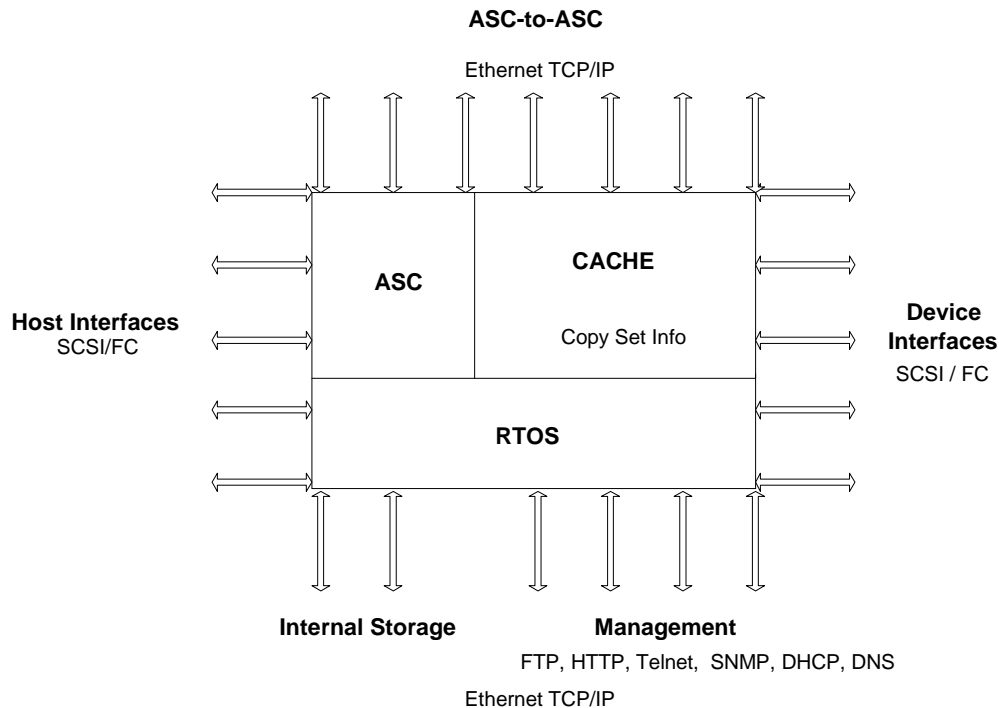 ASC-to-ASC
Ethernet TCP/IP
ASC
CACHE
Copy Set Info
Host Interfaces
SCSI/FC
Device
Interfaces
SCSI / FC
RTOS
Internal Storage
Management
FTP, HTTP, Telnet, SNMP, DHCP, DNS
Ethernet TCP/IP